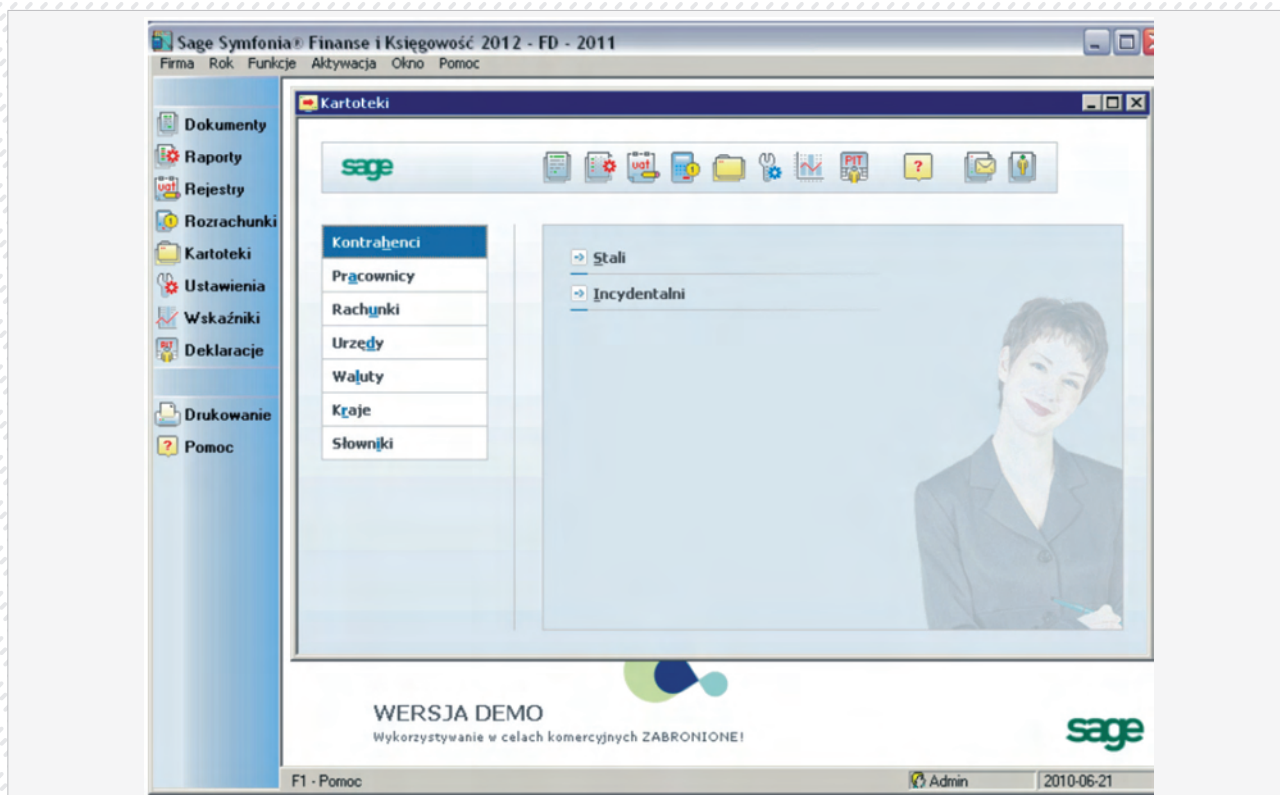 Sage Symfonia® Finanse i Księgowość 2012 - FD - 2011
Firma Rok Funkcje Aktywacja Okno Pomoc
Dokumenty
Raporty
Rejestry
Rozrachunki
Kartoteki
Ustawienia
Wskaźniki
Deklaracje
Drukowanie
Pomoc
Kartoteki
sage
vat
PIT
Kontrahenci
Pracownicy
Rachunki
Urzędy
Waluty
Kraje
Słowniki
Stali
Incydentalni
WERSJA DEMO
Wykorzystywanie w celach komercyjnych ZABRONIONE!
sage
F1 - Pomoc Admin 2010-06-21